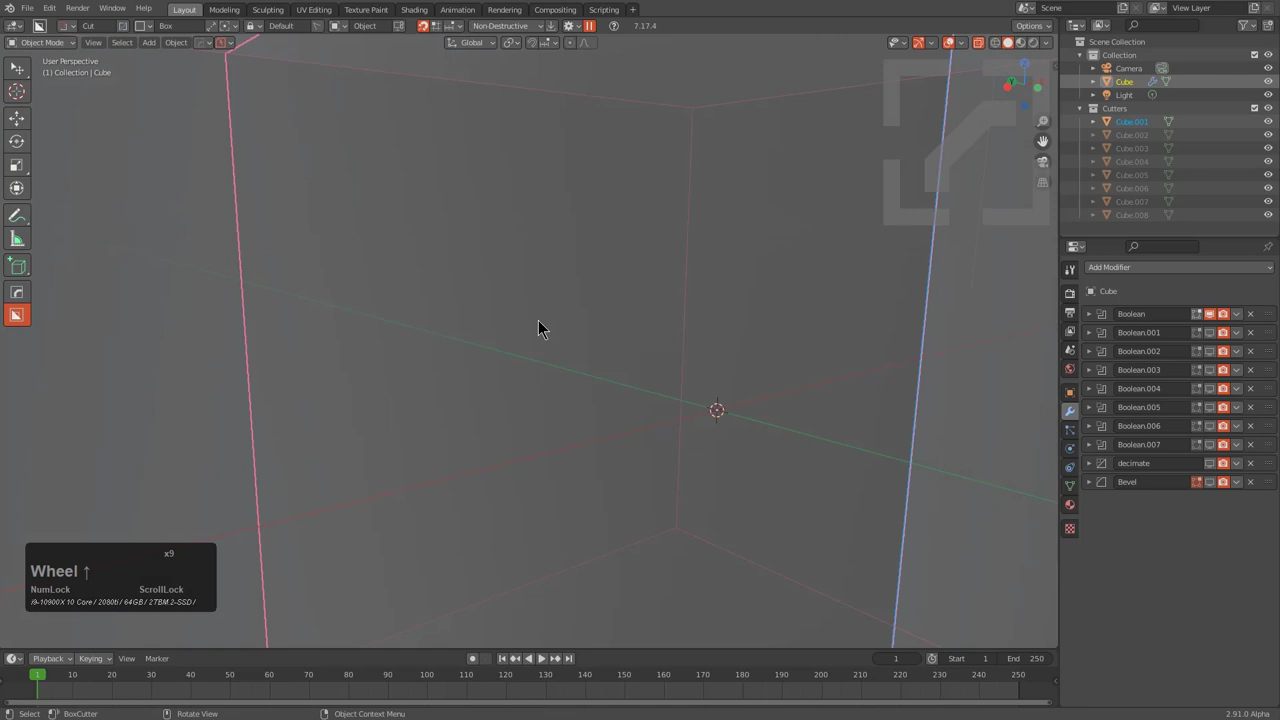 File Edit Render Window Help Layout Modeling Sculpting UV Editing Texture Paint Shading Animation Rendering Compositing Scripting + Scene View Layer
Cut Box Default Object Non-Destructive ? 7.17.4 Options
Object Mode View Select Add Object Global
User Perspective
(1) Collection | Cube
Scene Collection
Collection
Camera
Cube
Light
Cutters
Cube.001
Cube.002
Cube.003
Cube.004
Cube.005
Cube.006
Cube.007
Cube.008
Add Modifier
Cube
Boolean
Boolean.001
Boolean.002
Boolean.003
Boolean.004
Boolean.005
Boolean.006
Boolean.007
decimate
Bevel
x9
Wheel ↑
NumLock ScrollLock
i9-10900X 10 Core / 2080ti / 64GB / 2TBM.2-SSD /
Playback Keying View Marker 1 Start 1 End 250
1 10 20 30 40 50 60 70 80 90 100 110 120 130 140 150 160 170 180 190 200 210 220 230 240 250
Select BoxCutter Rotate View Object Context Menu 2.91.0 Alpha